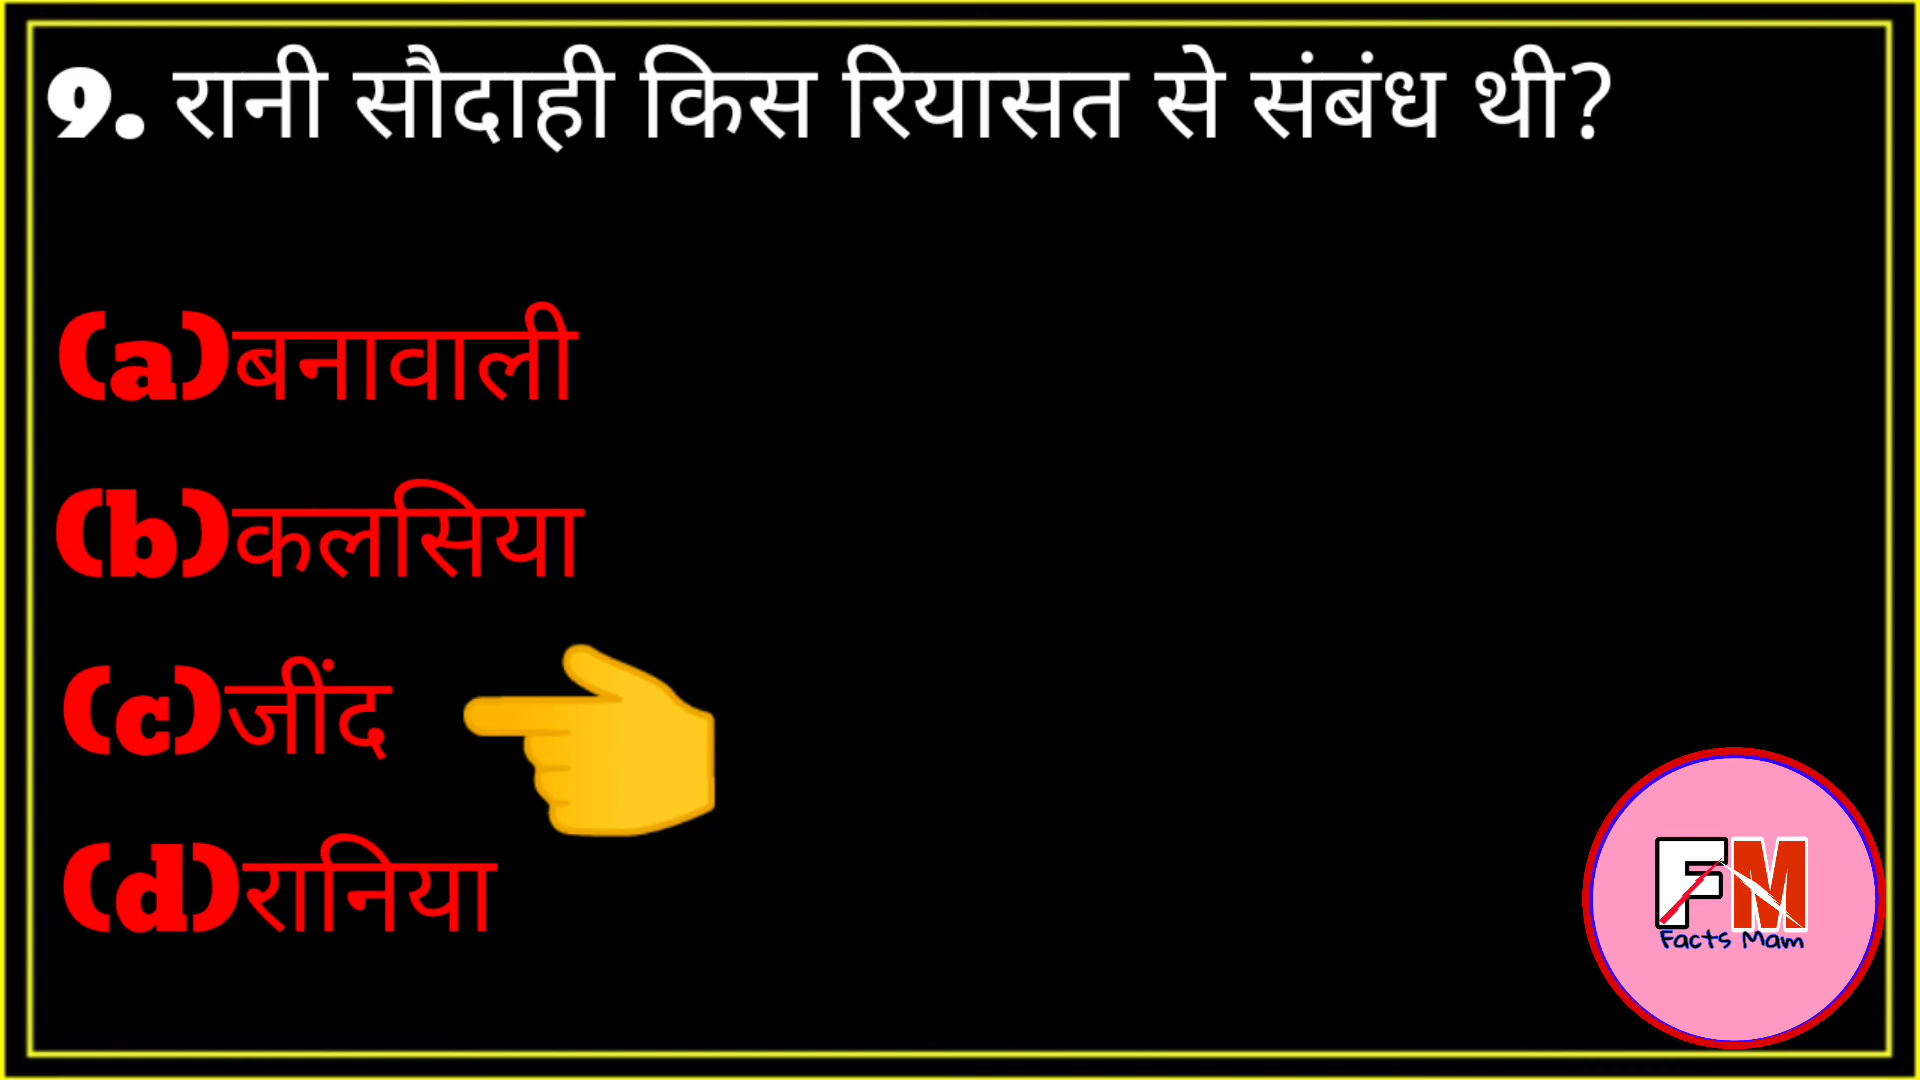 9. रानी सौदाही किस रियासत से संबंध थी?
(a)बनावाली
(b)कलसिया
(c)जींद
(d)रानिया
FM
Facts Mam